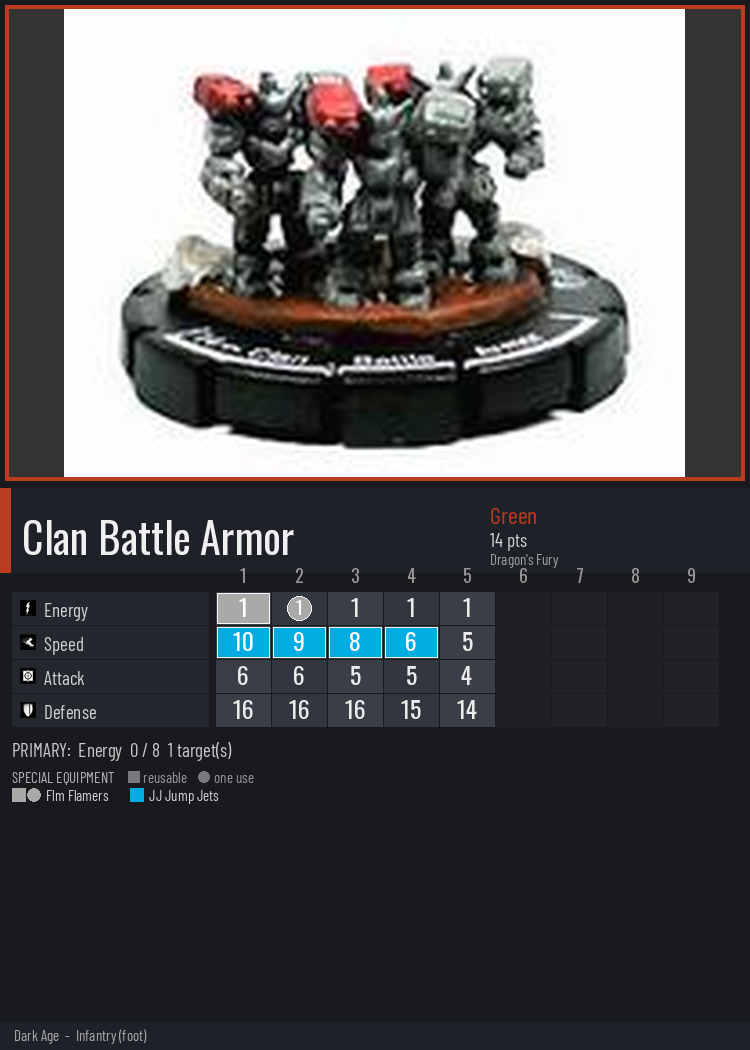 Clan Battle
Clan Battle Armor
Green
14 pts
Dragon's Fury
1 2 3 4 5 6 7 8 9
Energy 1 1 1 1 1
Speed 10 9 8 6 5
Attack 6 6 5 5 4
Defense 16 16 16 15 14
PRIMARY: Energy 0 / 8 1 target(s)
SPECIAL EQUIPMENT reusable one use
Flm Flamers JJ Jump Jets
Dark Age - Infantry (foot)